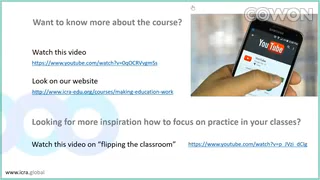 COWON
Want to know more about the course?
Watch this video
https://www.youtube.com/watch?v=0qOCRVvgmSs
Look on our website
http://www.icra-edu.org/courses/making-education-work
YouTube
Looking for more inspiration how to focus on practice in your classes?
Watch this video on “flipping the classroom”
https://www.youtube.com/watch?v=p_JVzi_dCJg
www.icra.global